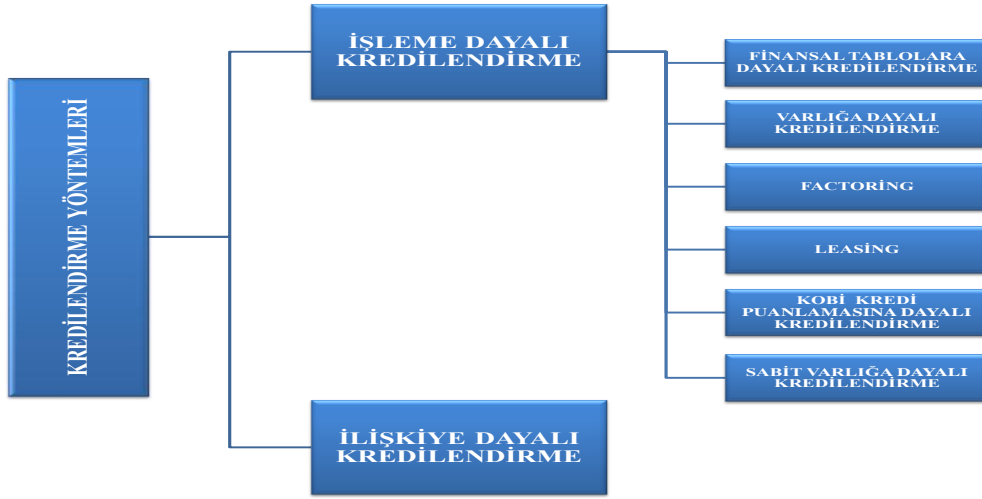 KREDİLENDİRME YÖNTEMLERİ
İŞLEME DAYALI
KREDİLENDİRME
FİNANSAL TABLOLARA
DAYALI KREDİLENDİRME
VARLIĞA DAYALI
KREDİLENDİRME
FACTORİNG
LEASİNG
KOBİ KREDİ
PUANLAMASINA DAYALI
KREDİLENDİRME
SABİT VARLIĞA DAYALI
KREDİLENDİRME
İLİŞKİYE DAYALI
KREDİLENDİRME